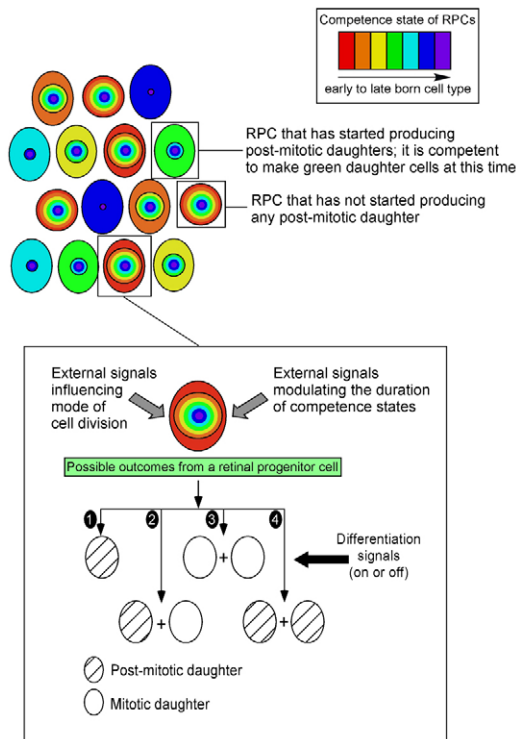 Competence state of RPCs
early to late born cell type
RPC that has started producing
post-mitotic daughters; it is competent
to make green daughter cells at this time
RPC that has not started producing
any post-mitotic daughter
External signals
influencing
mode of
cell division
External signals
modulating the duration
of competence states
Possible outcomes from a retinal progenitor cell
1
2
3
4
+
Differentiation
signals
(on or off)
+
+
Post-mitotic daughter
Mitotic daughter